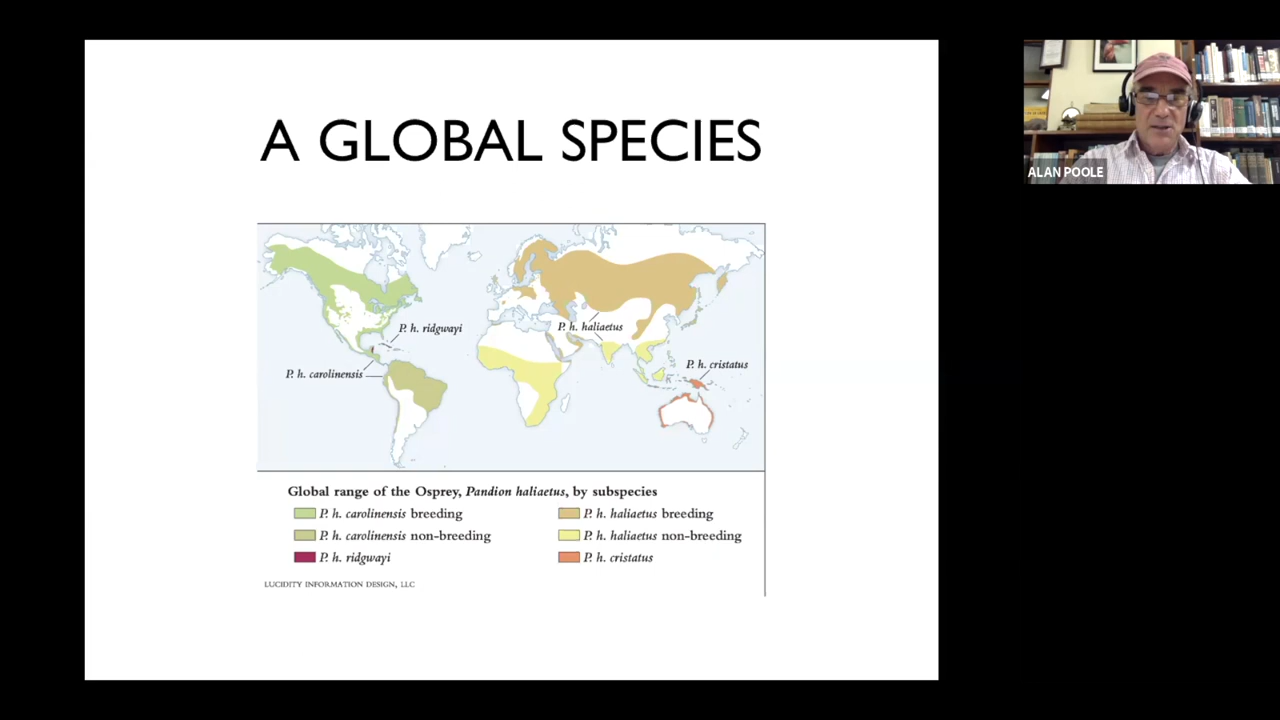 A GLOBAL SPECIES
ALAN POOLE
P. h. ridgwayi
P. h. haliaetus
P. h. carolinensis
P. h. cristatus
Global range of the Osprey, Pandion haliaetus, by subspecies
P. h. carolinensis breeding
P. h. haliaetus breeding
P. h. carolinensis non-breeding
P. h. haliaetus non-breeding
P. h. ridgwayi
P. h. cristatus
LUCIDITY INFORMATION DESIGN, LLC